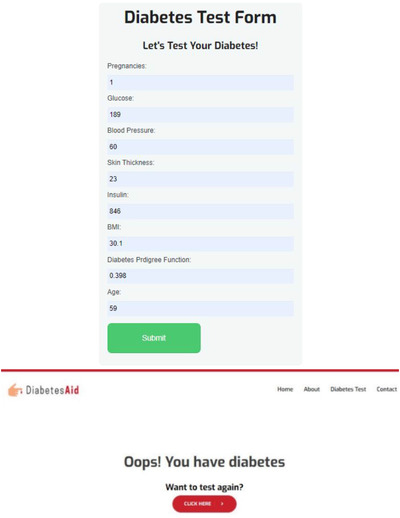 Diabetes Test Form
Let's Test Your Diabetes!
Pregnancies:
1
Glucose:
189
Blood Pressure:
60
Skin Thickness:
23
Insulin:
846
BMI:
30.1
Diabetes Prdigree Function:
0.398
Age:
59
Submit
DiabetesAid
Home About Diabetes Test Contact
Oops! You have diabetes
Want to test again?
CLICK HERE ›